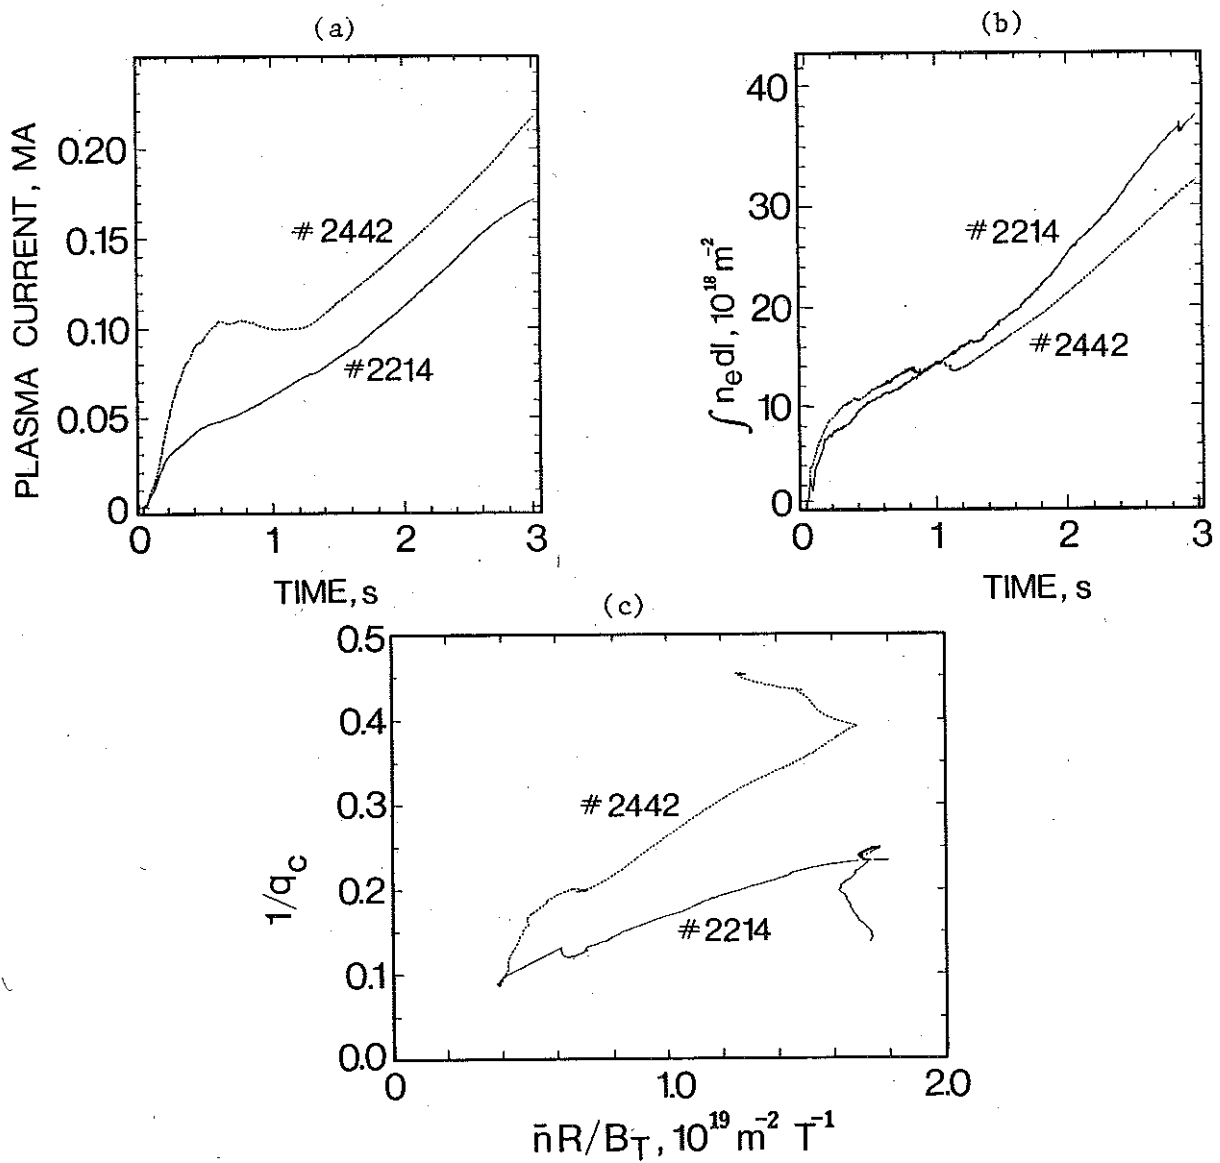 (a)
PLASMA CURRENT, MA
0.20
0.15
0.10
0.05
0
#2442
#2214
0 1 2 3
TIME, s
(b)
∫ nₑdl, 10¹⁸m⁻²
40
30
20
10
0
#2214
#2442
0 1 2 3
TIME, s
(c)
1/q_c
0.5
0.4
0.3
0.2
0.1
0.0
#2442
#2214
0 1.0 2.0
n̄R/B_T, 10¹⁹ m⁻² T⁻¹